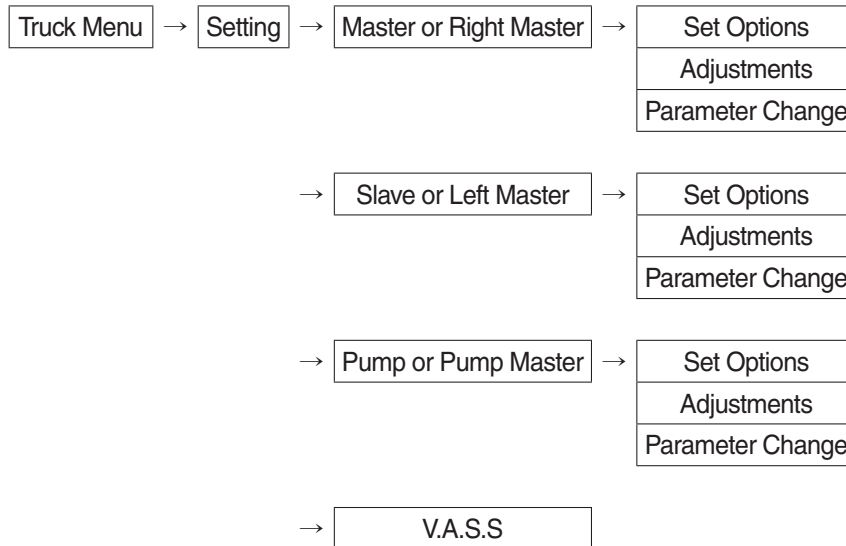 Truck Menu → Setting → Master or Right Master → Set Options
Adjustments
Parameter Change
→ Slave or Left Master → Set Options
Adjustments
Parameter Change
→ Pump or Pump Master → Set Options
Adjustments
Parameter Change
→ V.A.S.S